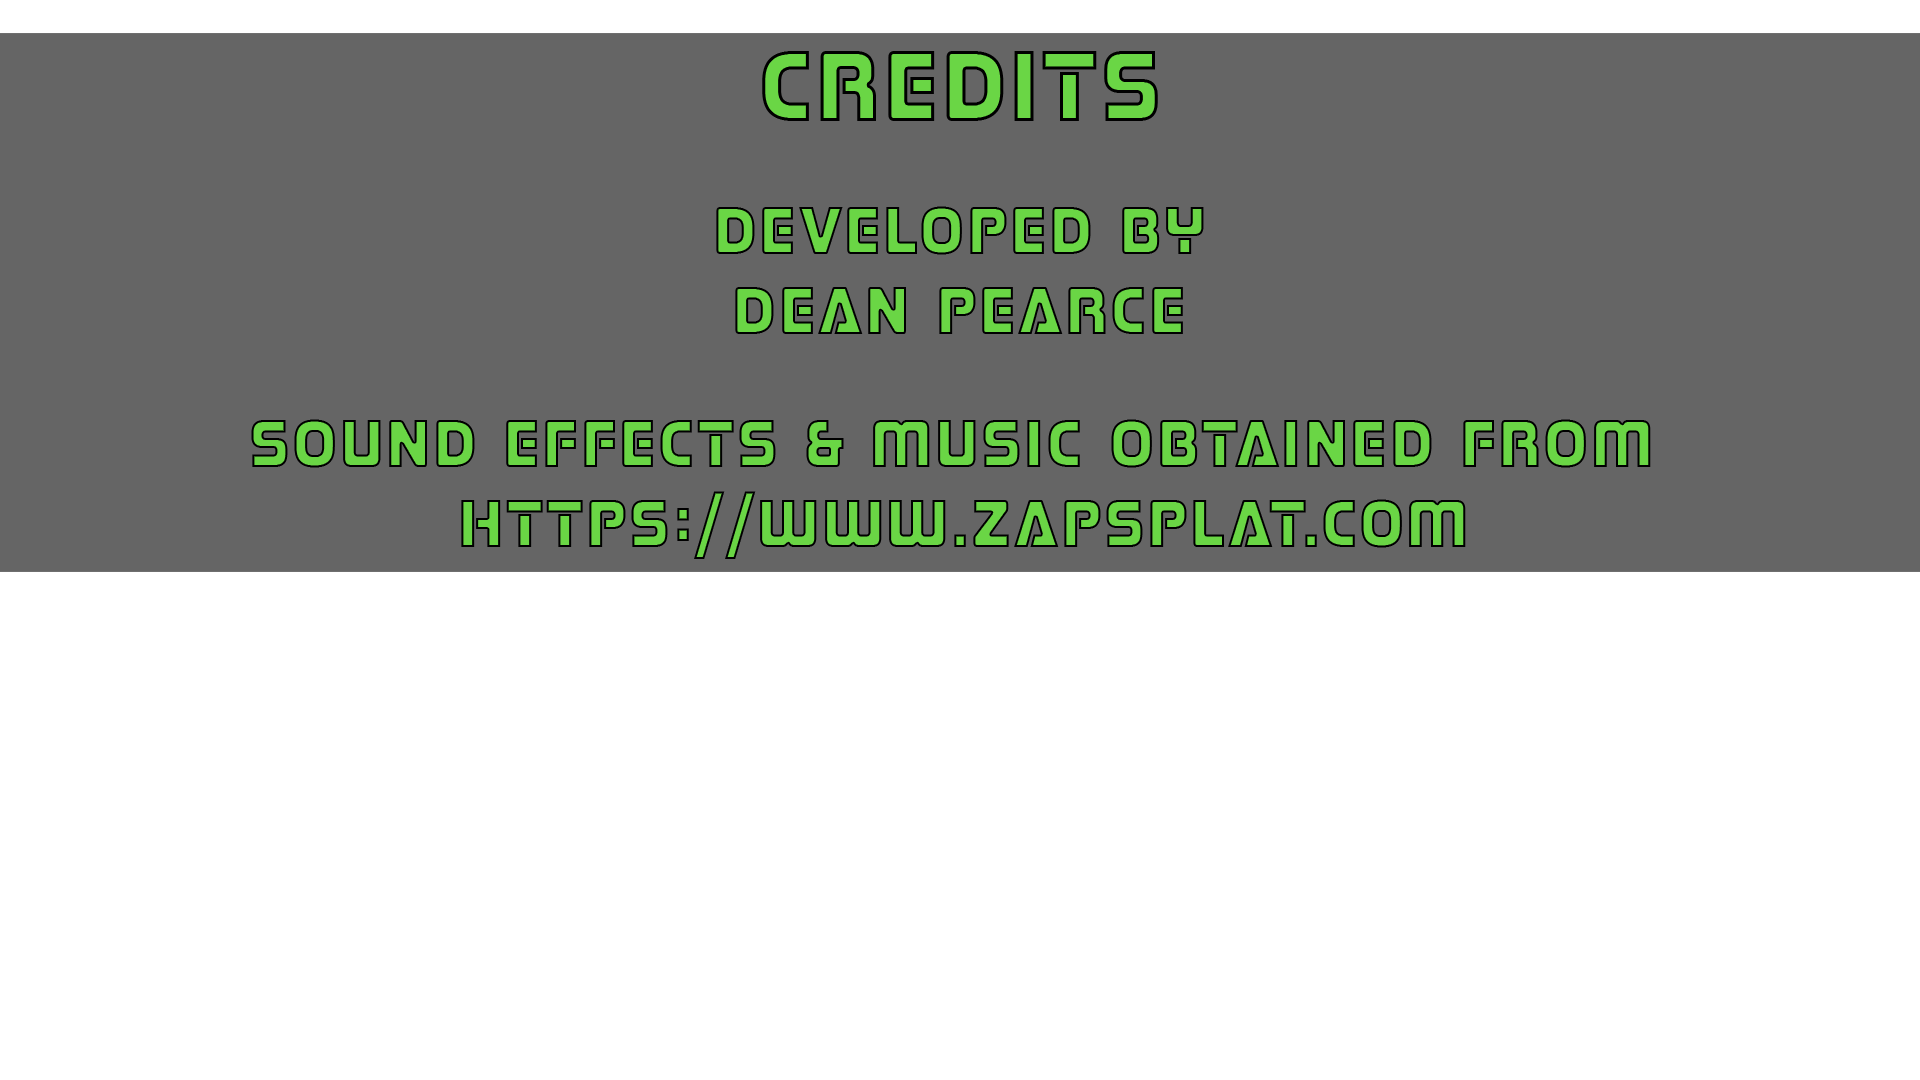 CREDITS
DEVELOPED BY
DEAN PEARCE
SOUND EFFECTS & MUSIC OBTAINED FROM
HTTPS://WWW.ZAPSPLAT.COM